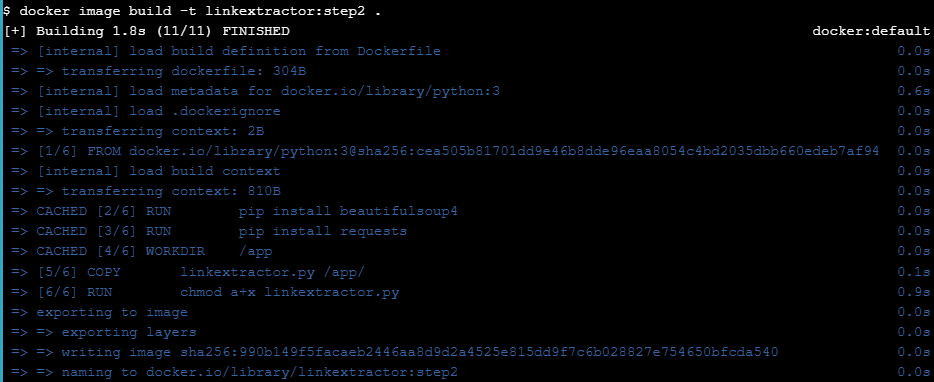 $ docker image build -t linkextractor:step2 .
[+] Building 1.8s (11/11) FINISHED docker:default
=> [internal] load build definition from Dockerfile 0.0s
=> => transferring dockerfile: 304B 0.0s
=> [internal] load metadata for docker.io/library/python:3 0.6s
=> [internal] load .dockerignore 0.0s
=> => transferring context: 2B 0.0s
=> [1/6] FROM docker.io/library/python:3@sha256:cea505b81701dd9e46b8dde96eaa8054c4bd2035dbb660edeb7af94 0.0s
=> [internal] load build context 0.0s
=> => transferring context: 810B 0.0s
=> CACHED [2/6] RUN pip install beautifulsoup4 0.0s
=> CACHED [3/6] RUN pip install requests 0.0s
=> CACHED [4/6] WORKDIR /app 0.0s
=> [5/6] COPY linkextractor.py /app/ 0.1s
=> [6/6] RUN chmod a+x linkextractor.py 0.9s
=> exporting to image 0.0s
=> => exporting layers 0.0s
=> => writing image sha256:990b149f5facaeb2446aa8d9d2a4525e815dd9f7c6b028827e754650bfcda540 0.0s
=> => naming to docker.io/library/linkextractor:step2 0.0s